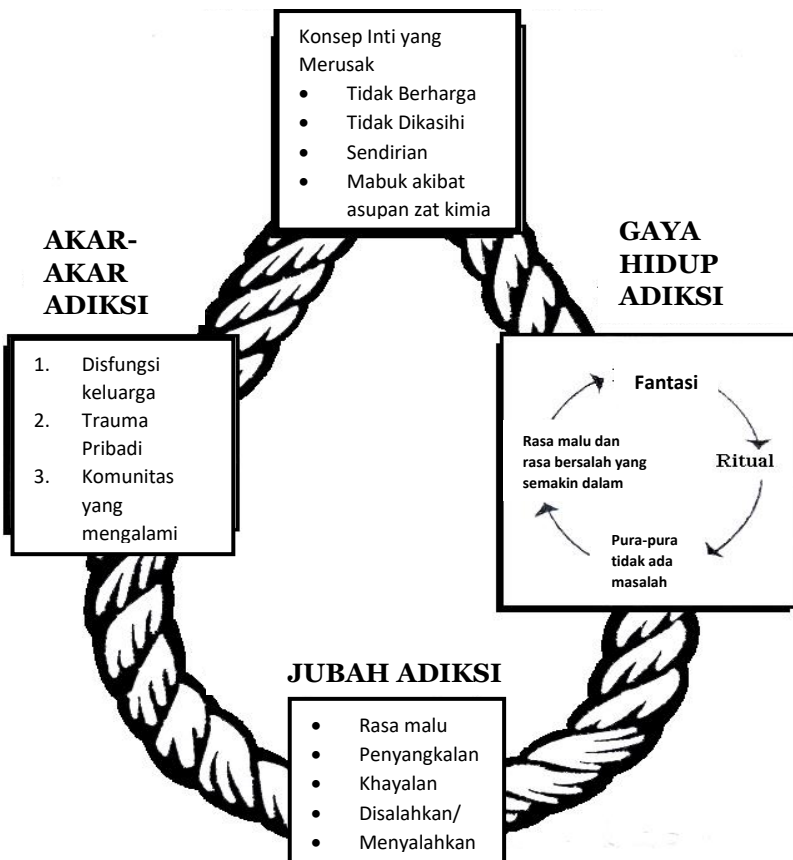 Konsep Inti yang
Merusak
• Tidak Berharga
• Tidak Dikasihi
• Sendirian
• Mabuk akibat
asupan zat kimia
AKAR-
AKAR
ADIKSI
1. Disfungsi
keluarga
2. Trauma
Pribadi
3. Komunitas
yang
mengalami
GAYA
HIDUP
ADIKSI
Fantasi
Ritual
Pura-pura
tidak ada
masalah
Rasa malu dan
rasa bersalah yang
semakin dalam
JUBAH ADIKSI
• Rasa malu
• Penyangkalan
• Khayalan
• Disalahkan/
• Menyalahkan